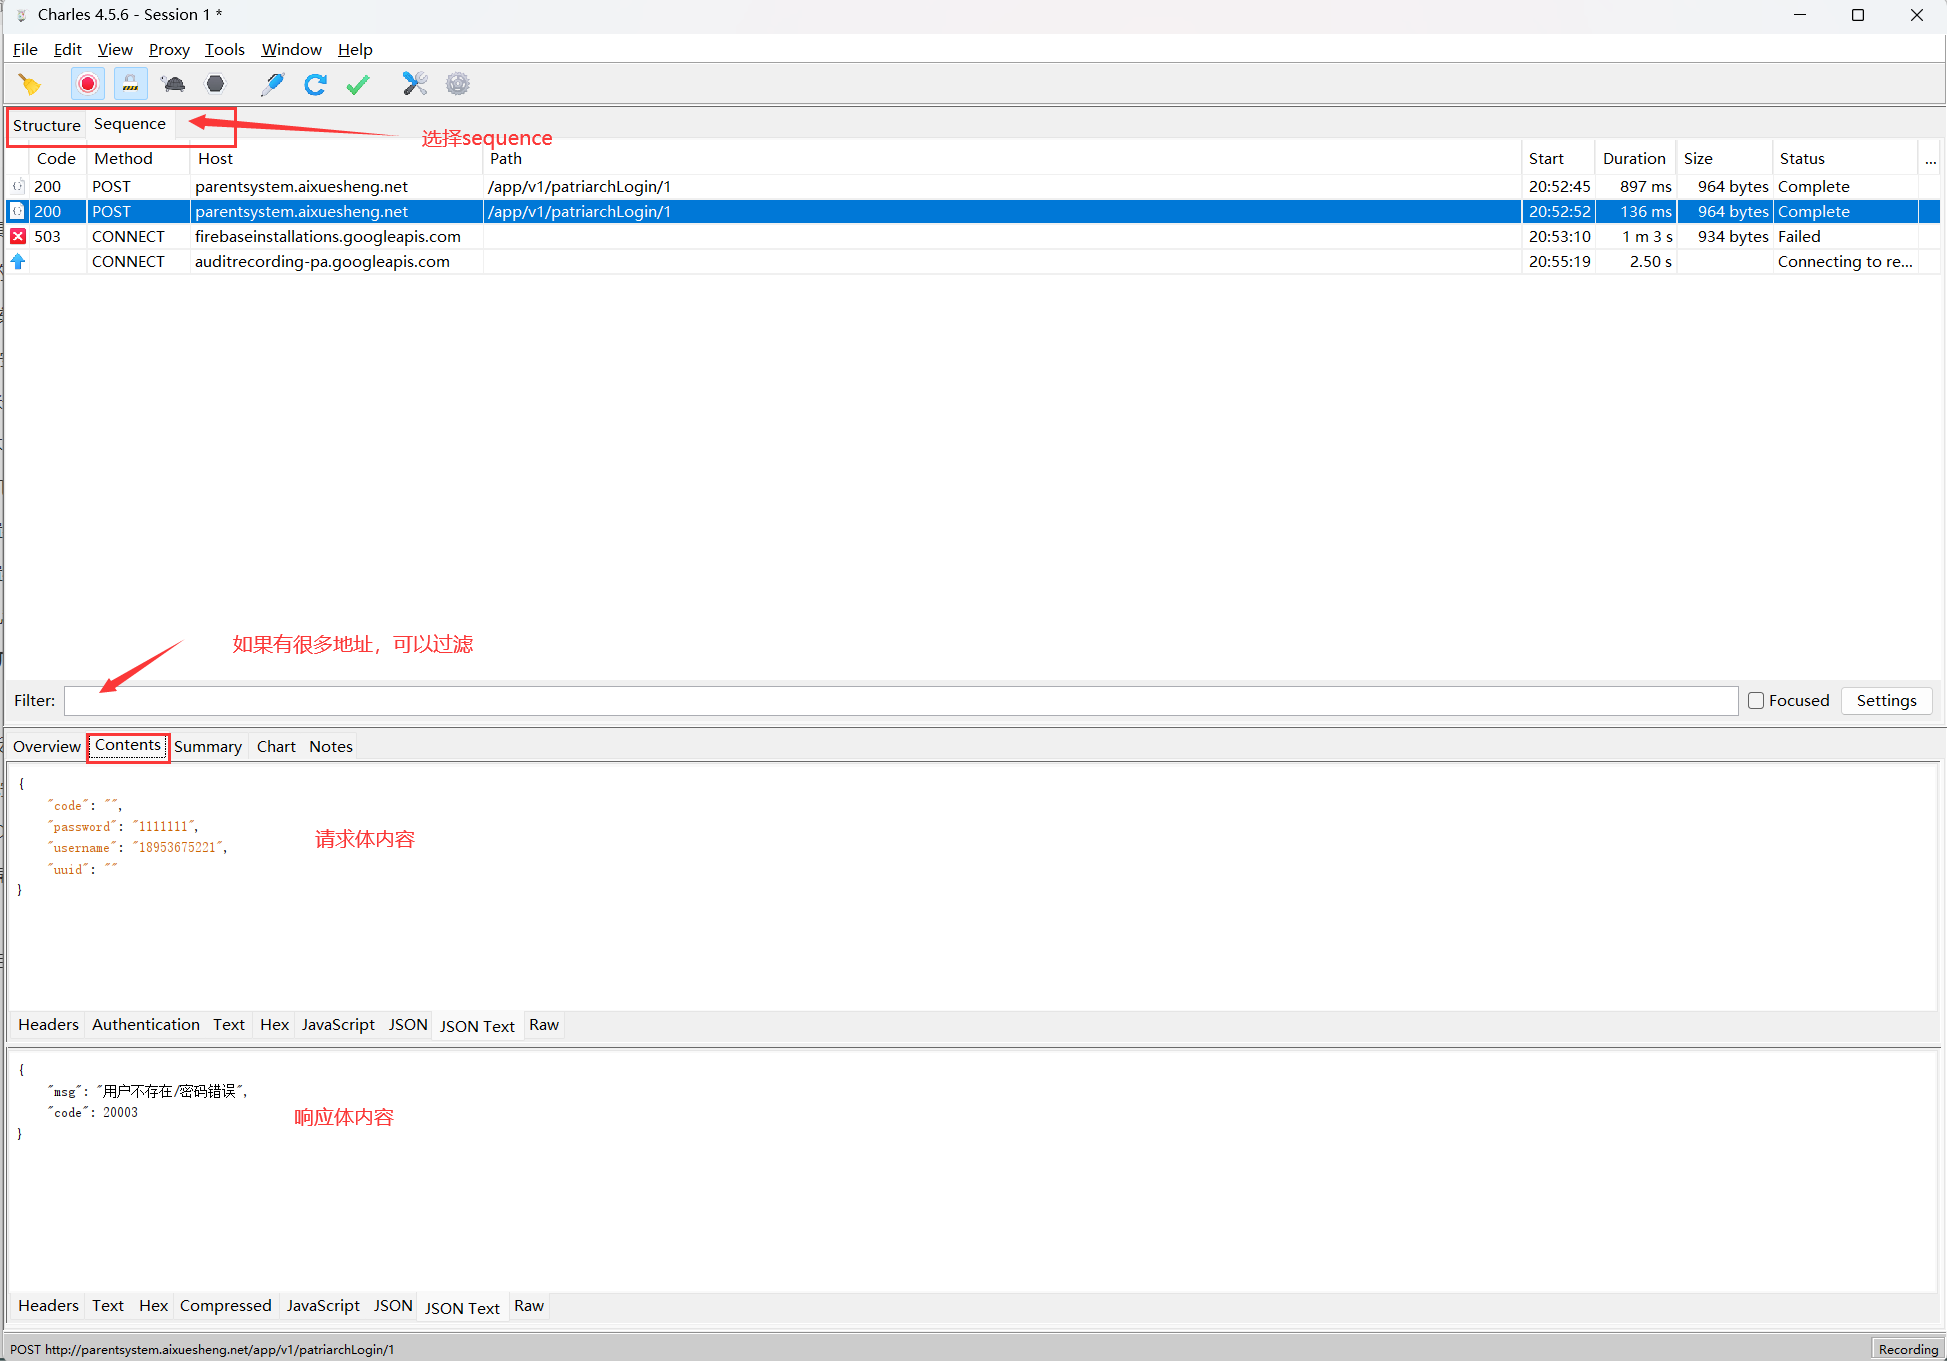 Charles 4.5.6 - Session 1 *
File Edit View Proxy Tools Window Help
Structure Sequence
选择sequence
Code Method Host Path Start Duration Size Status ...
200 POST parentsystem.aixuesheng.net /app/v1/patriarchLogin/1 20:52:45 897 ms 964 bytes Complete
200 POST parentsystem.aixuesheng.net /app/v1/patriarchLogin/1 20:52:52 136 ms 964 bytes Complete
503 CONNECT firebaseinstallations.googleapis.com 20:53:10 1 m 3 s 934 bytes Failed
CONNECT auditrecording-pa.googleapis.com 20:55:19 2.50 s Connecting to re...
如果有很多地址，可以过滤
Filter: Focused Settings
Overview Contents Summary Chart Notes
{
"code": "",
"password": "1111111",
"username": "18953675221",
"uuid": ""
}
请求体内容
Headers Authentication Text Hex JavaScript JSON JSON Text Raw
{
"msg": "用户不存在/密码错误",
"code": 20003
}
响应体内容
Headers Text Hex Compressed JavaScript JSON JSON Text Raw
POST http://parentsystem.aixuesheng.net/app/v1/patriarchLogin/1 Recording